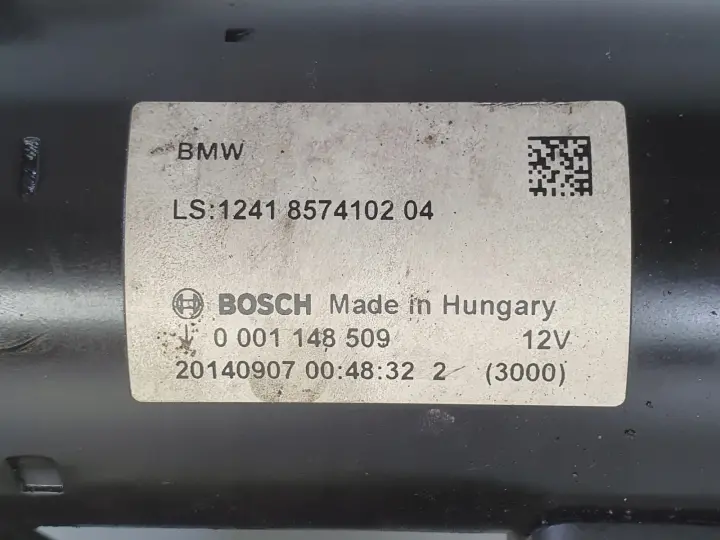 BMW
LS:1241 8574102 04
BOSCH Made in Hungary
0 001 148 509 12V
20140907 00:48:32 2 (3000)